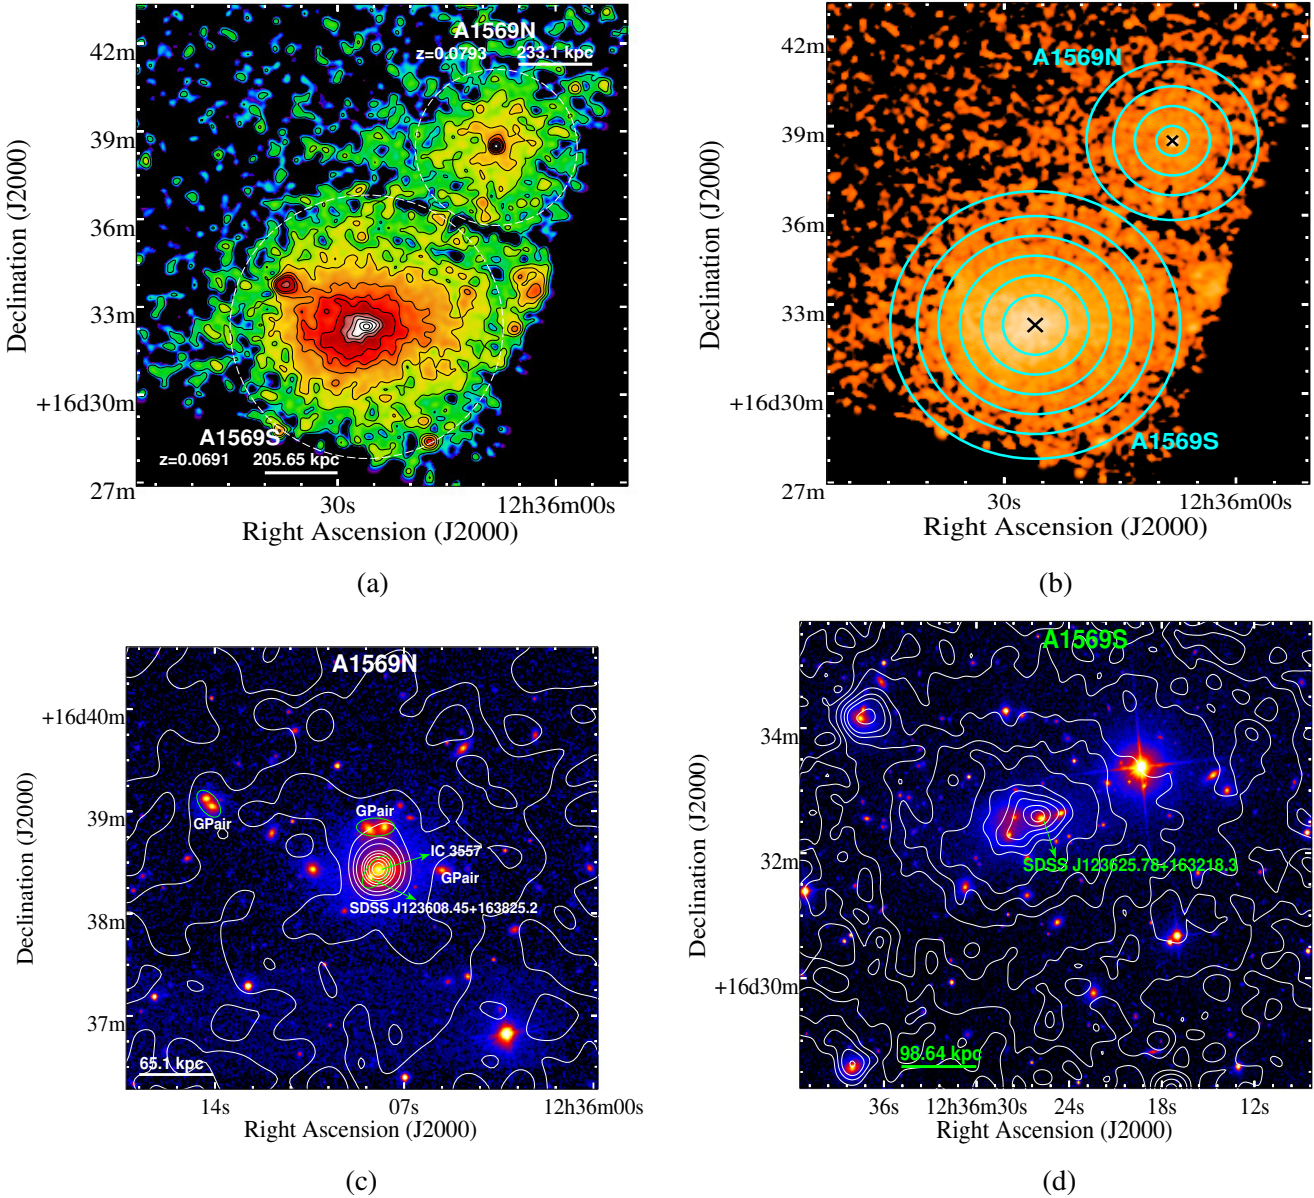 A1569N
z=0.0793 233.1 kpc
42m
39m
36m
33m
+16d30m
27m
Declination (J2000)
A1569S
z=0.0691 205.65 kpc
30s 12h36m00s
Right Ascension (J2000)
(a)
A1569N
42m
39m
36m
33m
+16d30m
27m
Declination (J2000)
A1569S
30s 12h36m00s
Right Ascension (J2000)
(b)
A1569N
+16d40m
39m
38m
37m
Declination (J2000)
GPair
GPair
IC 3557
GPair
SDSS J123608.45+163825.2
65.1 kpc
14s 07s 12h36m00s
Right Ascension (J2000)
(c)
A1569S
34m
32m
+16d30m
Declination (J2000)
SDSS J123625.78+163218.3
98.64 kpc
36s 12h36m30s 24s 18s 12s
Right Ascension (J2000)
(d)